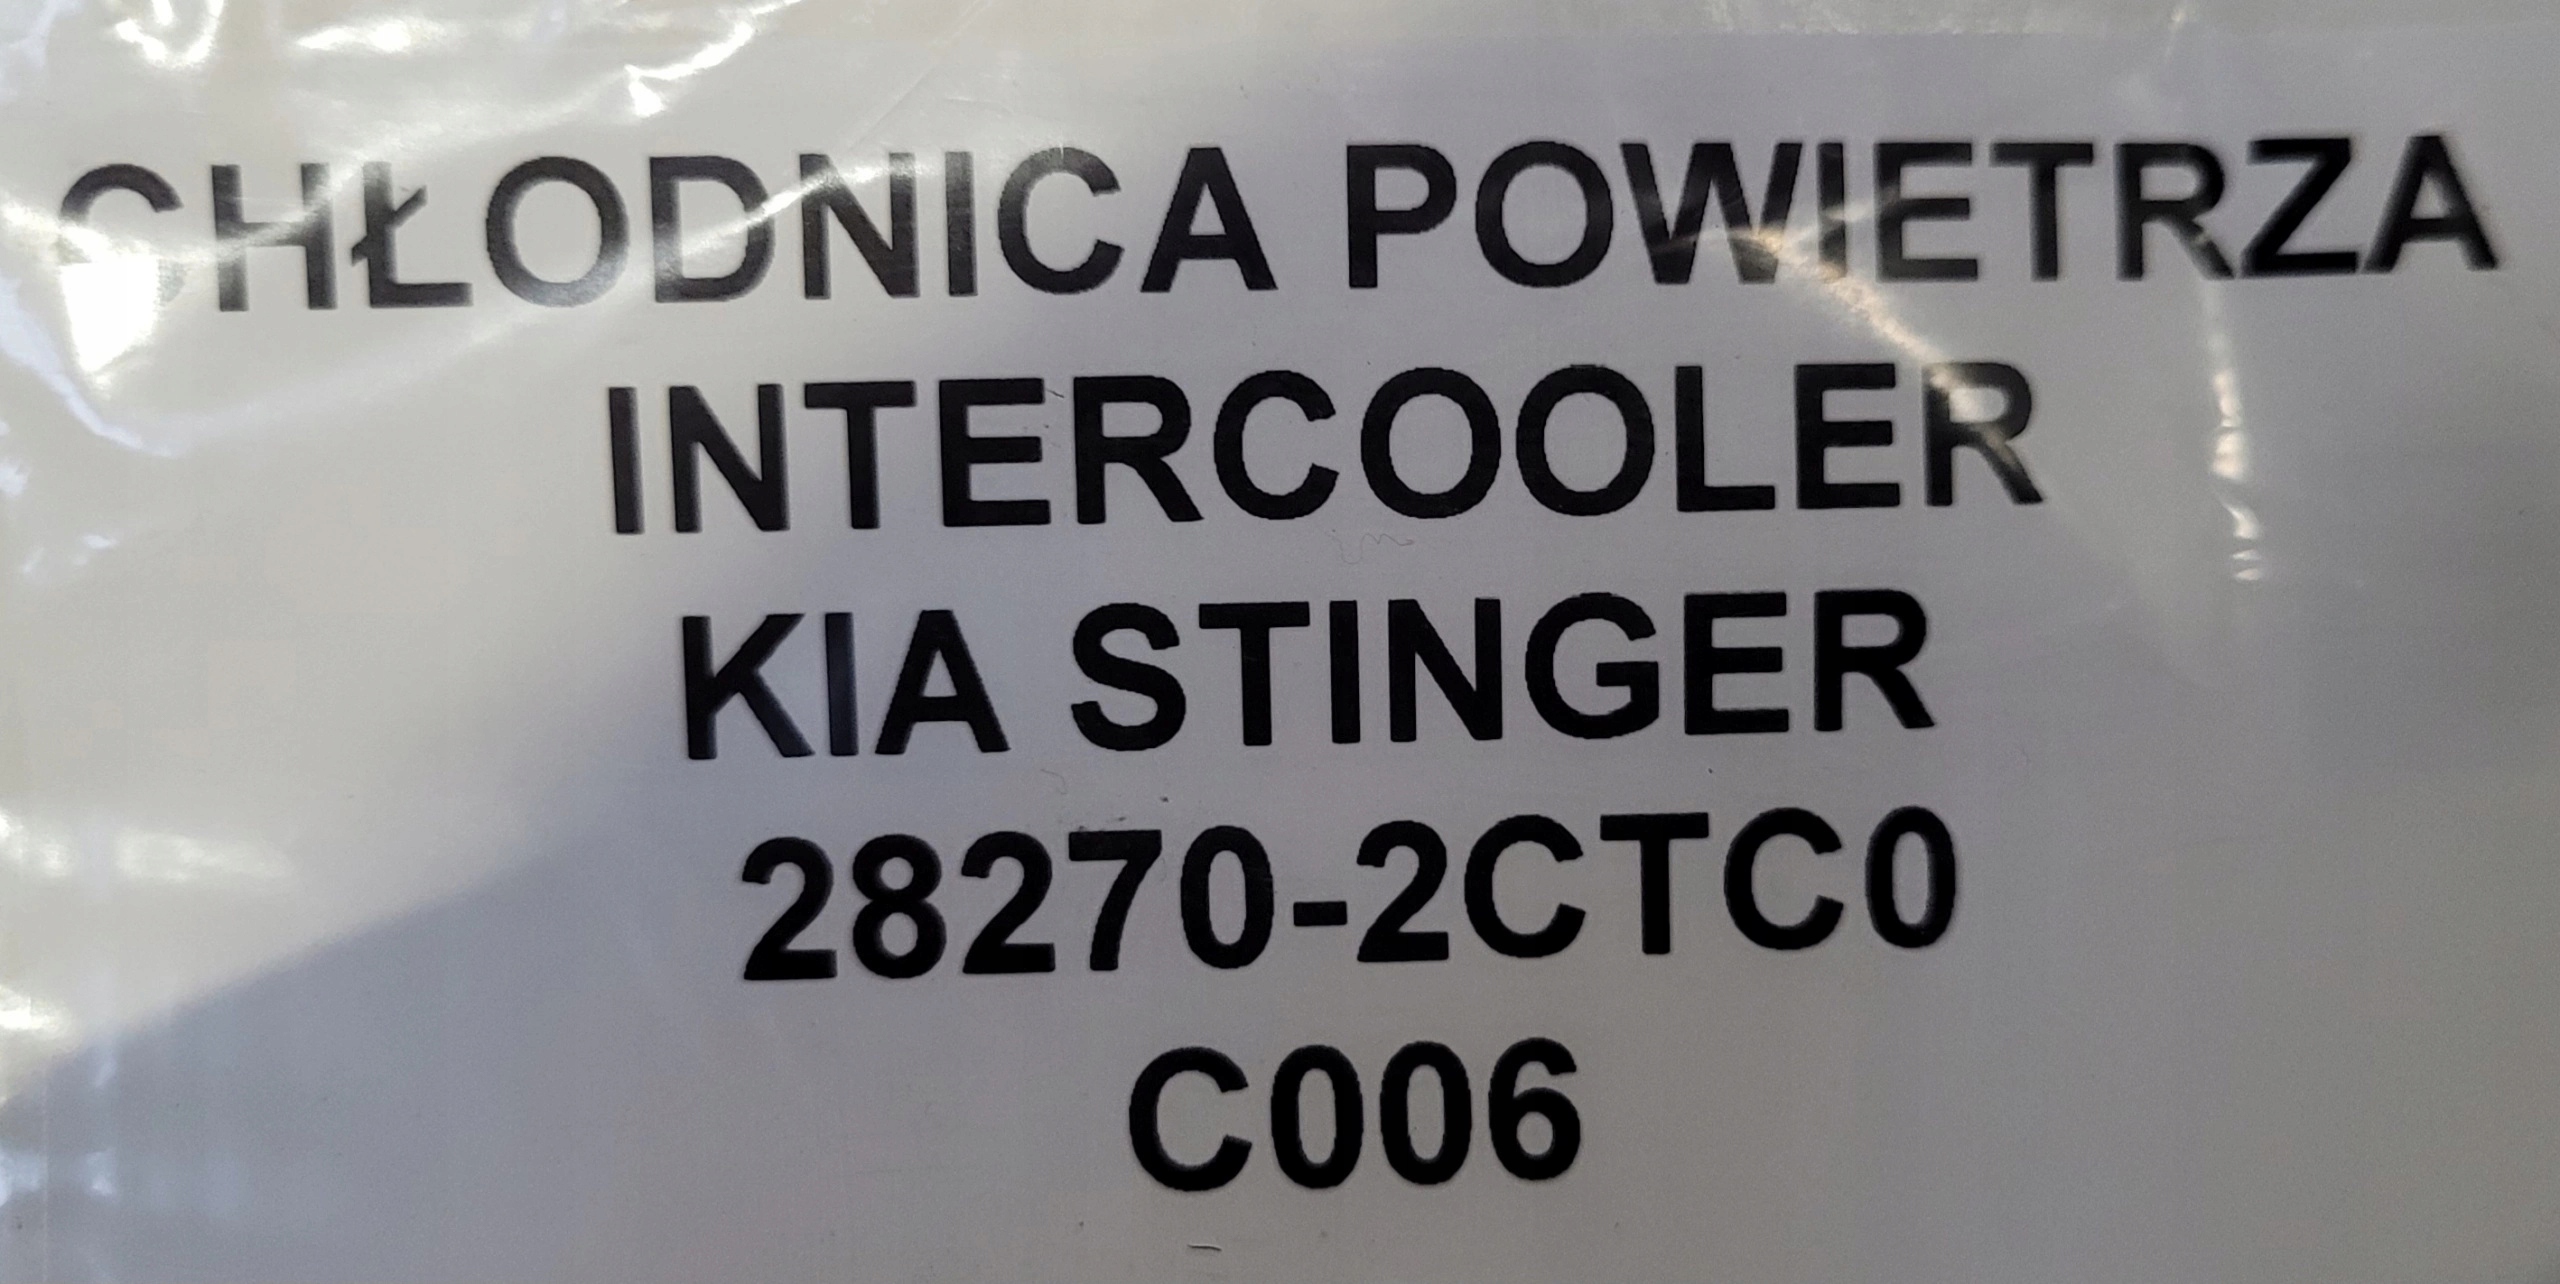 CHŁODNICA POWIETRZA
INTERCOOLER
KIA STINGER
28270-2CTC0
C006